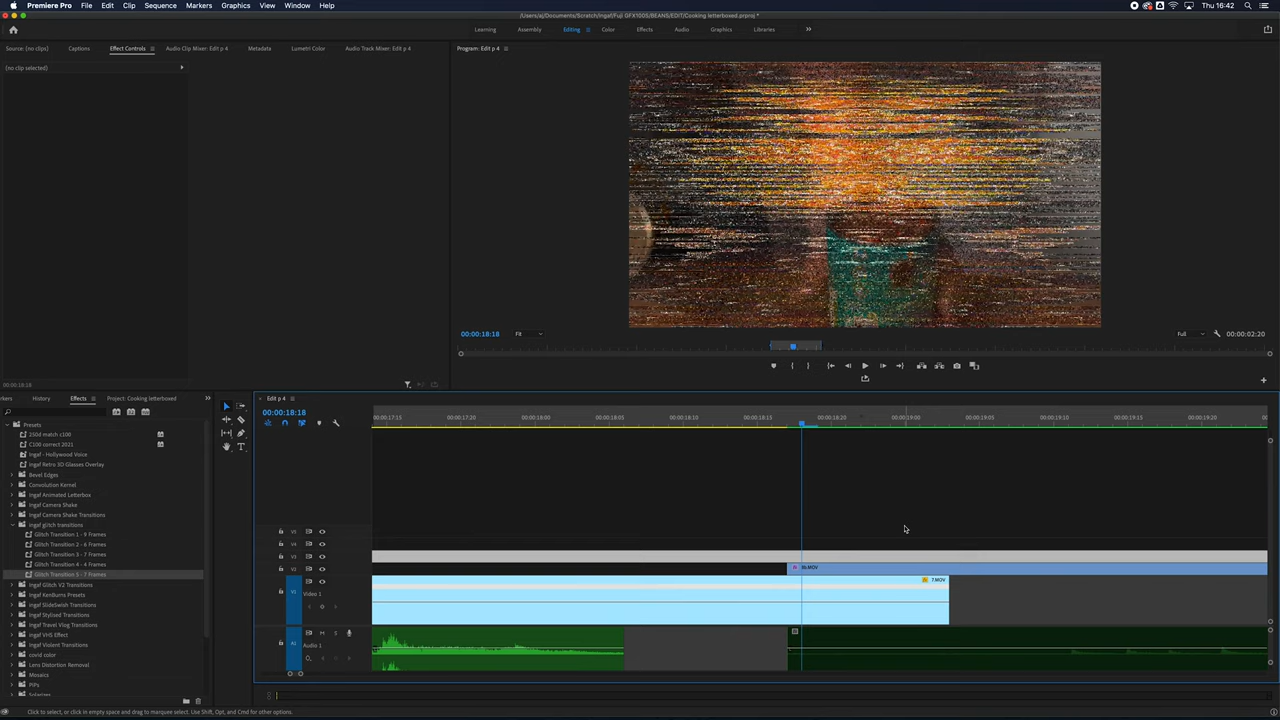 Premiere Pro File Edit Clip Sequence Markers Graphics View Window Help Thu 16:42
/Users/aj/Documents/Scratch/ingaf/Fuji GFX100S/BEANS/EDIT/Cooking letterboxed.prproj *
Learning Assembly Editing Color Effects Audio Graphics Libraries
Source: (no clips) Captions Effect Controls Audio Clip Mixer: Edit p 4 Metadata Lumetri Color Audio Track Mixer: Edit p 4
Program: Edit p 4
(no clip selected)
00:00:18:18 Fit Full 00:00:02:20
00:00:18:18
rkers History Effects Project: Cooking letterboxed
Edit p 4
00:00:18:18
00:00:17:15 00:00:17:20 00:00:18:00 00:00:18:05 00:00:18:10 00:00:18:15 00:00:18:20 00:00:19:00 00:00:19:05 00:00:19:10 00:00:19:15 00:00:19:20
Presets
250d match c100
C100 correct 2021
Ingaf - Hollywood Voice
Ingaf Retro 3D Glasses Overlay
Bevel Edges
Convolution Kernel
Ingaf Animated Letterbox
Ingaf Camera Shake
Ingaf Camera Shake Transitions
ingaf glitch transitions
Glitch Transition 1 - 9 Frames
Glitch Transition 2 - 6 Frames
Glitch Transition 3 - 7 Frames
Glitch Transition 4 - 4 Frames
Glitch Transition 5 - 7 Frames
Ingaf Glitch V2 Transitions
Ingaf KenBurns Presets
Ingaf SlideSwish Transitions
Ingaf Stylised Transitions
Ingaf Travel Vlog Transitions
Ingaf VHS Effect
Ingaf Violent Transitions
covid color
Lens Distortion Removal
Mosaics
PiPs
Solarizes
V5
V4
V3
V2
V1
Video 1
7.MOV
A1 M S
Audio 1
Click to select, or click in empty space and drag to marquee select. Use Shift, Opt, and Cmd for other options.